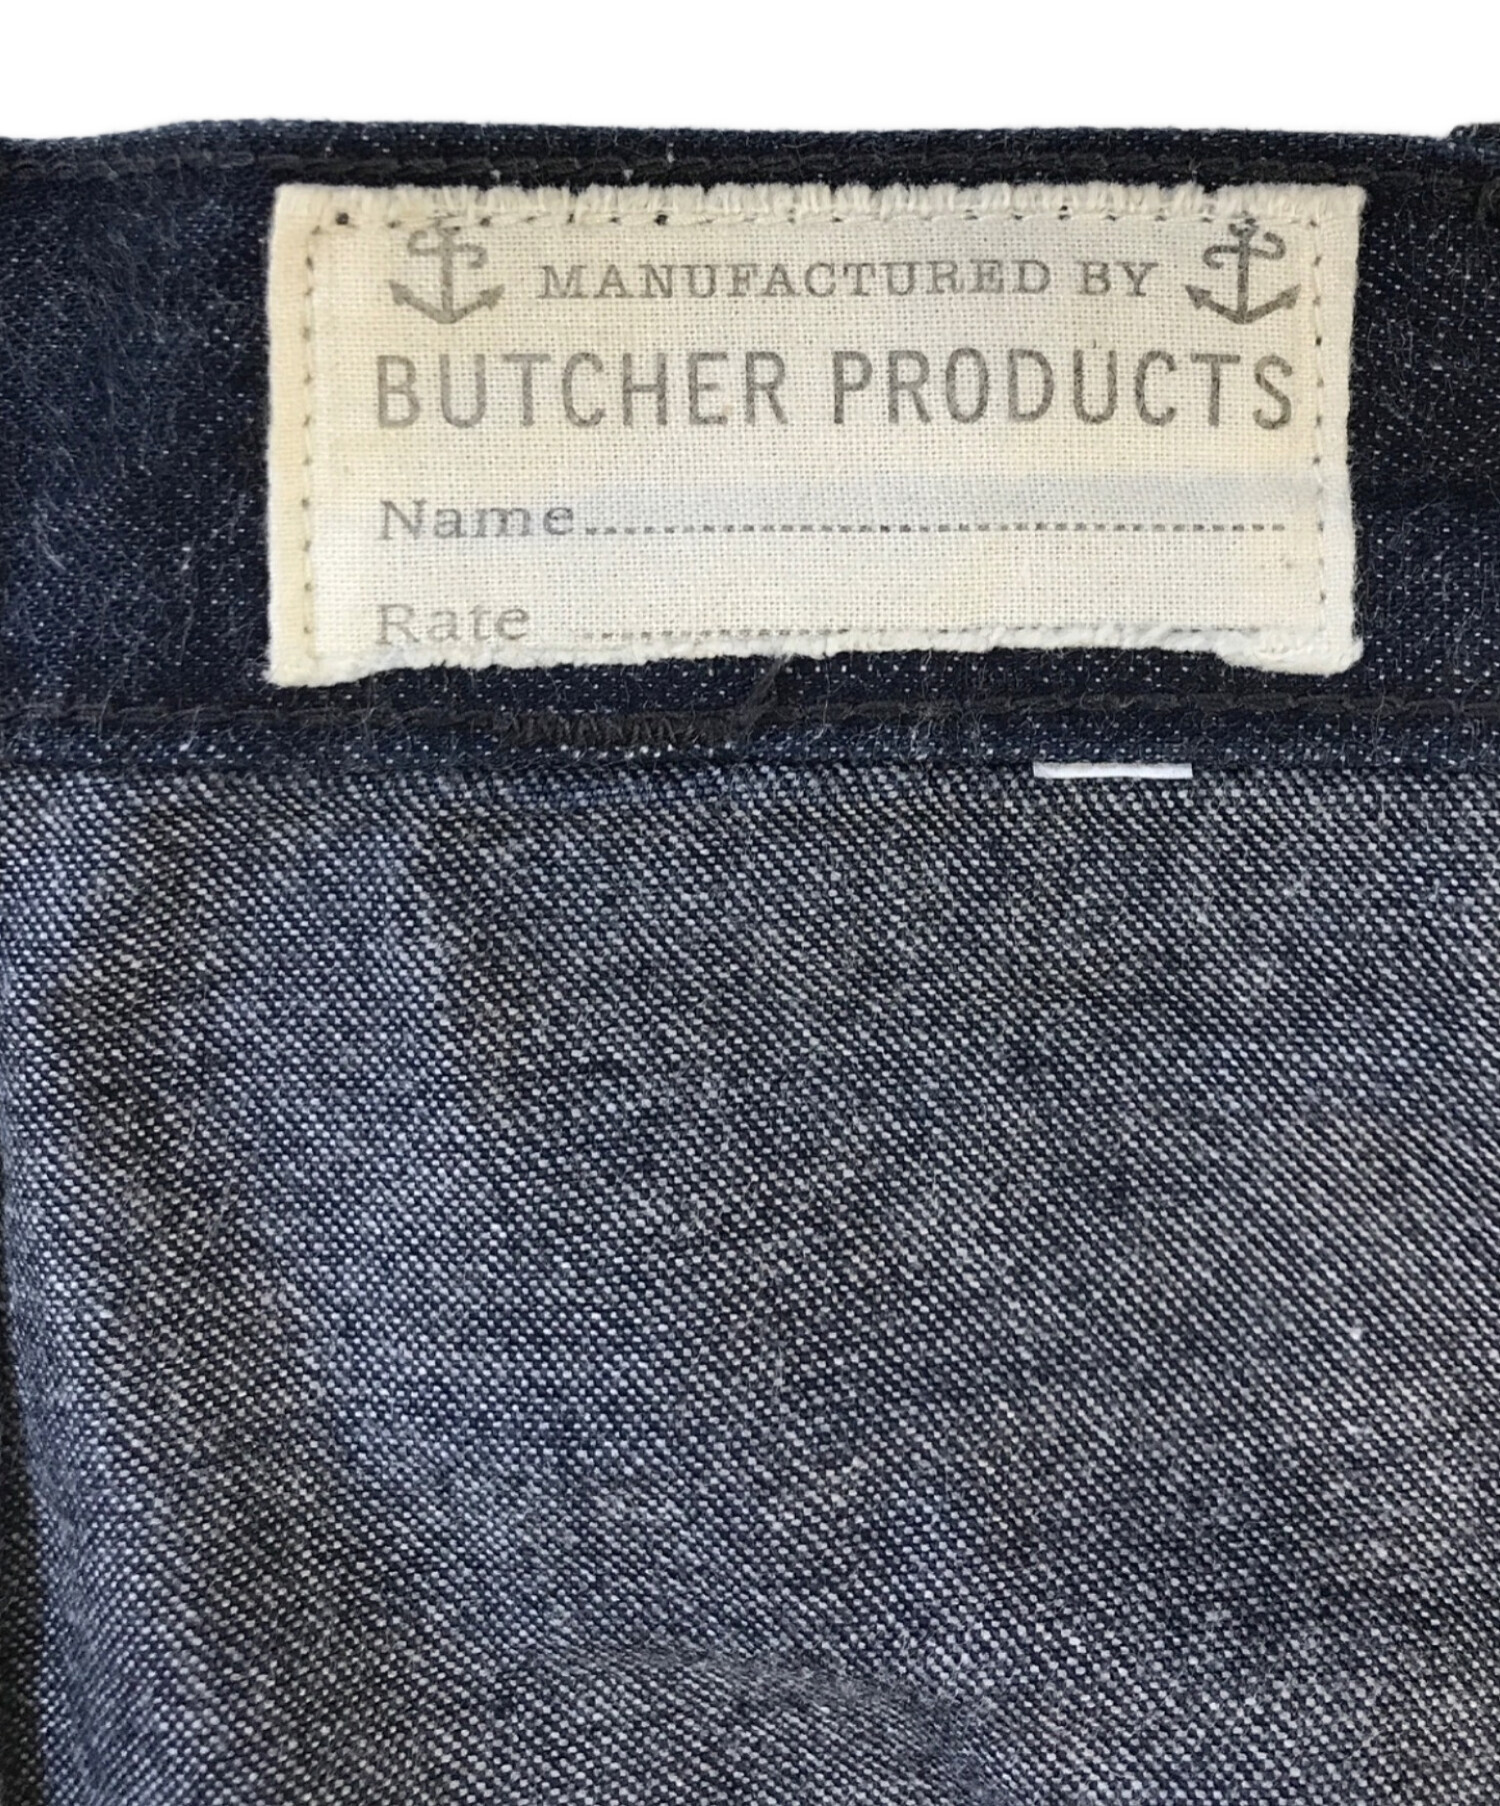 MANUFACTURED BY
BUTCHER PRODUCTS
Name
Rate